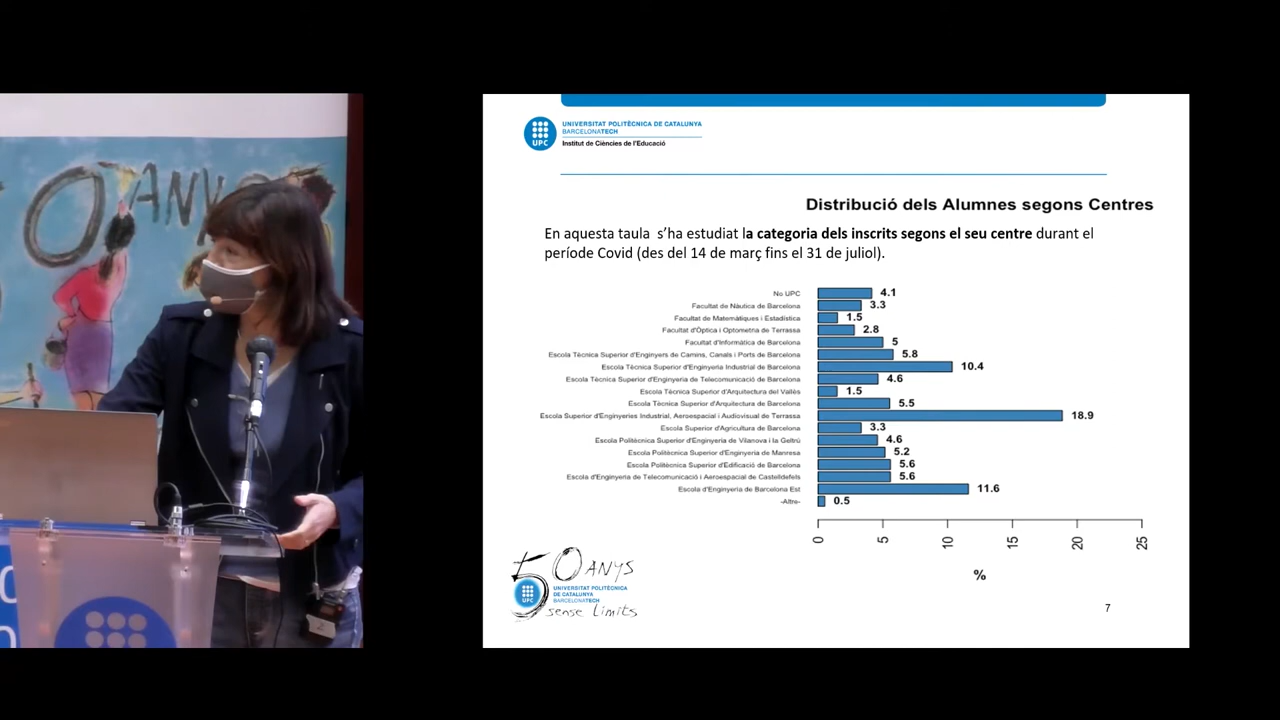 50 ANYS
UPC
UNIVERSITAT POLITÈCNICA DE CATALUNYA
BARCELONATECH
Institut de Ciències de l'Educació
Distribució dels Alumnes segons Centres
En aquesta taula s'ha estudiat la categoria dels inscrits segons el seu centre durant el
període Covid (des del 14 de març fins el 31 de juliol).
No UPC 4.1
Facultat de Nàutica de Barcelona 3.3
Facultat de Matemàtiques i Estadística 1.5
Facultat d'Òptica i Optometria de Terrassa 2.8
Facultat d'Informàtica de Barcelona 5
Escola Tècnica Superior d'Enginyers de Camins, Canals i Ports de Barcelona 5.8
Escola Tècnica Superior d'Enginyeria Industrial de Barcelona 10.4
Escola Tècnica Superior d'Enginyeria de Telecomunicació de Barcelona 4.6
Escola Tècnica Superior d'Arquitectura del Vallès 1.5
Escola Tècnica Superior d'Arquitectura de Barcelona 5.5
Escola Superior d'Enginyeries Industrial, Aeroespacial i Audiovisual de Terrassa 18.9
Escola Superior d'Agricultura de Barcelona 3.3
Escola Politècnica Superior d'Enginyeria de Vilanova i la Geltrú 4.6
Escola Politècnica Superior d'Enginyeria de Manresa 5.2
Escola Politècnica Superior d'Edificació de Barcelona 5.6
Escola d'Enginyeria de Telecomunicació i Aeroespacial de Castelldefels 5.6
Escola d'Enginyeria de Barcelona Est 11.6
-Altre- 0.5
0 5 10 15 20 25
%
50 ANYS
UPC
UNIVERSITAT POLITÈCNICA
DE CATALUNYA
BARCELONATECH
sense límits
7